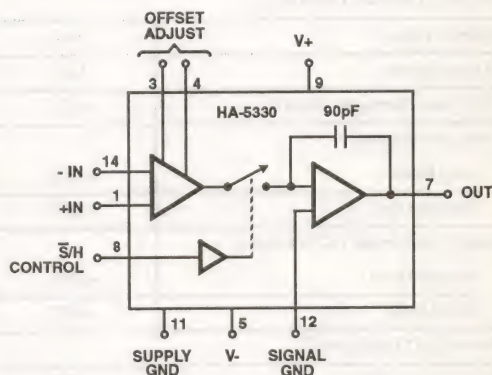 OFFSET
ADJUST
V+
3
4
9
HA-5330
90pF
- IN
14
+IN
1
7
OUT
S̅/H
CONTROL
8
11
5
12
SUPPLY
GND
V-
SIGNAL
GND